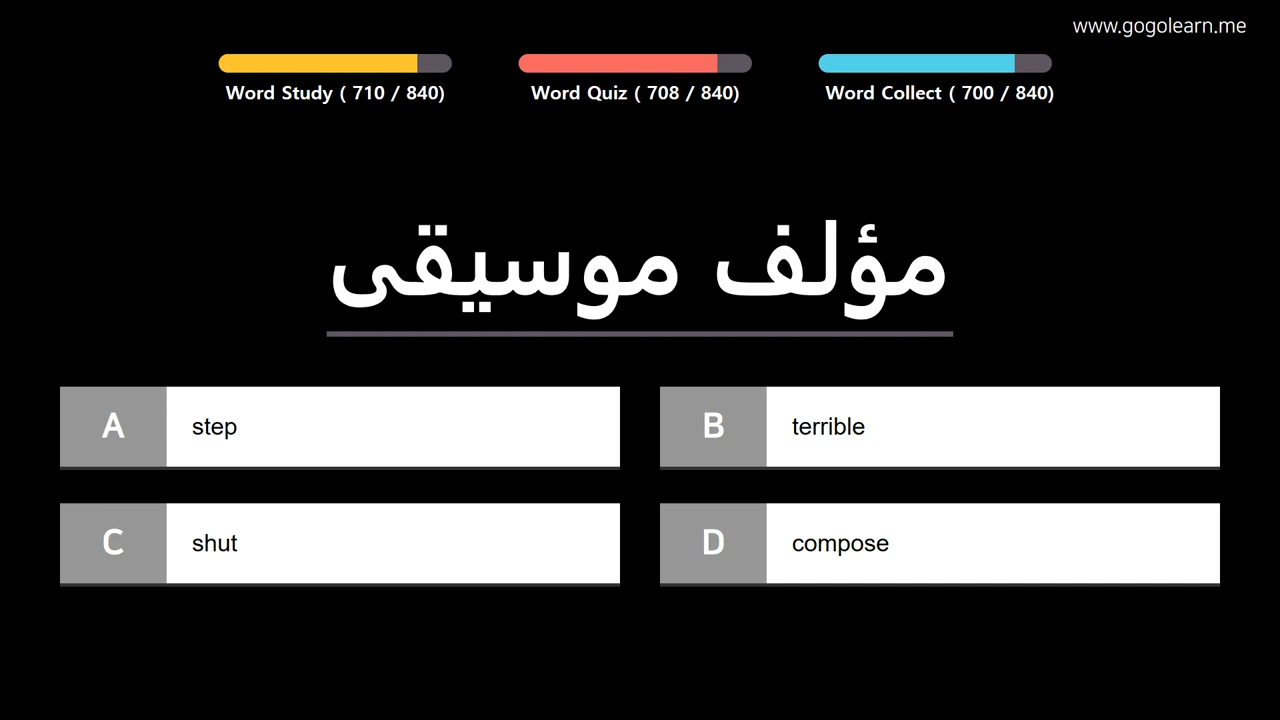 www.gogolearn.me
Word Study ( 710 / 840)
Word Quiz ( 708 / 840)
Word Collect ( 700 / 840)
مؤلف موسيقى
A step
B terrible
C shut
D compose